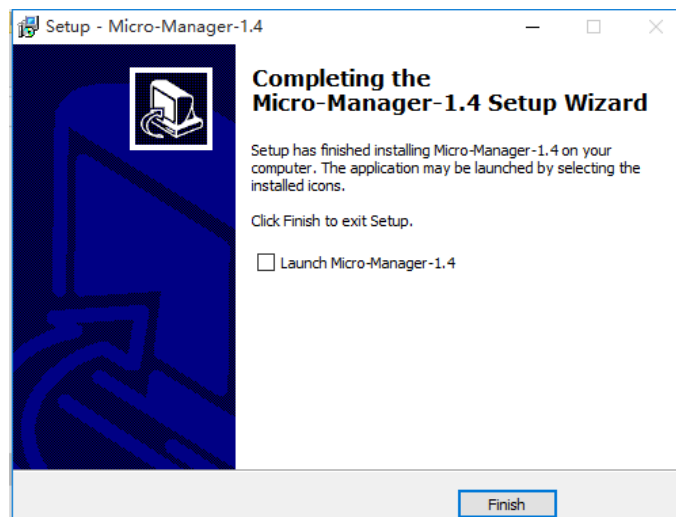 Setup - Micro-Manager-1.4
Completing the
Micro-Manager-1.4 Setup Wizard
Setup has finished installing Micro-Manager-1.4 on your
computer. The application may be launched by selecting the
installed icons.
Click Finish to exit Setup.
Launch Micro-Manager-1.4
Finish